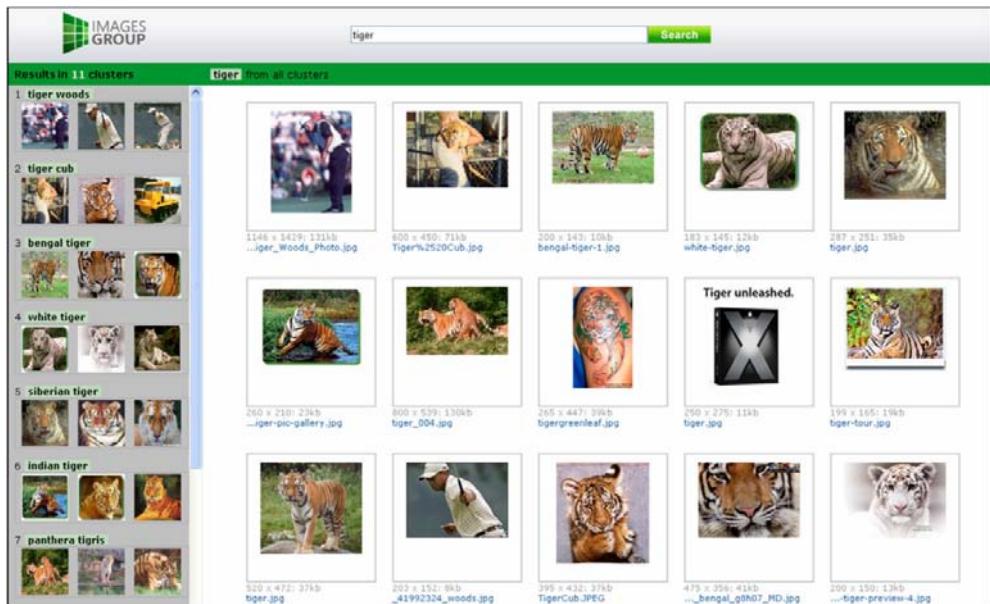 IMAGES
GROUP
tiger
Search
Results in 11 clusters
tiger from all clusters
1 tiger woods
2 tiger cub
3 bengal tiger
4 white tiger
5 siberian tiger
6 indian tiger
7 panthera tigris
1146 x 1429; 131kb
...iger_Woods_Photo.jpg
600 x 450; 71kb
Tiger%2520Cub.jpg
200 x 143; 10kb
bengal-tiger-1.jpg
183 x 145; 12kb
white-tiger.jpg
287 x 251; 35kb
tiger.jpg
Tiger unleashed.
X
260 x 210; 23kb
...iger-pic-gallery.jpg
800 x 539; 130kb
tiger_004.jpg
265 x 447; 39kb
tigergreenleaf.jpg
250 x 275; 11kb
tiger.jpg
199 x 165; 19kb
tiger-tour.jpg
520 x 472; 37kb
tiger.jpg
203 x 152; 8kb
_41992324_woods.jpg
395 x 432; 37kb
TigerCub.JPEG
475 x 356; 41kb
..._bengal_g8h07_MD.jpg
200 x 150; 13kb
...-tiger-preview-4.jpg